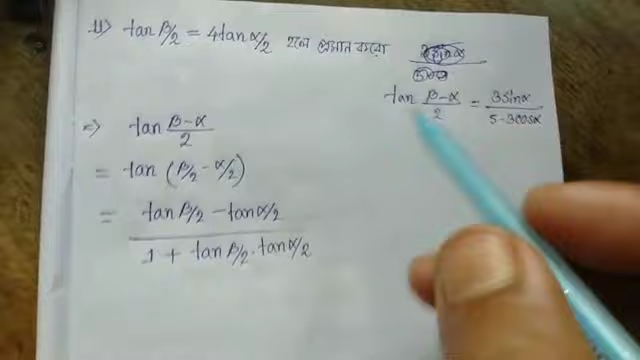 11) tan β/2 = 4tan α/2 হলে প্রমান করো
tan β-α/2 = 3sinα/5-3cosα
=> tan β-α/2
= tan (β/2 - α/2)
= tan β/2 - tan α/2 / 1 + tan β/2 . tan α/2